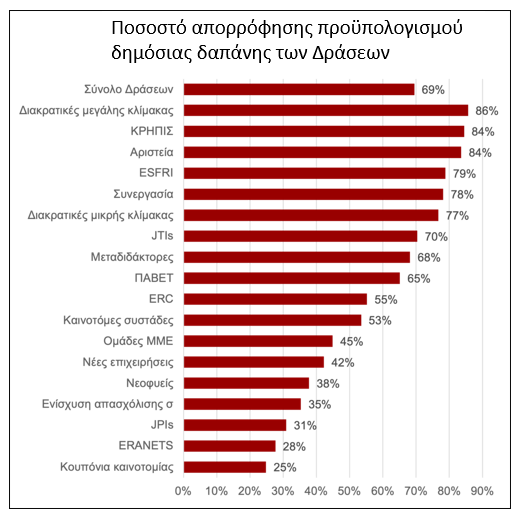 Ποσοστό απορρόφησης προϋπολογισμού
δημόσιας δαπάνης των Δράσεων
Σύνολο Δράσεων 69%
Διακρατικές μεγάλης κλίμακας 86%
ΚΡΗΠΙΣ 84%
Αριστεία 84%
ESFRI 79%
Συνεργασία 78%
Διακρατικές μικρής κλίμακας 77%
JTIs 70%
Μεταδιδάκτορες 68%
ΠΑΒΕΤ 65%
ERC 55%
Καινοτόμες συστάδες 53%
Ομάδες ΜΜΕ 45%
Νέες επιχειρήσεις 42%
Νεοφυείς 38%
Ενίσχυση απασχόλισης σ 35%
JPIs 31%
ERANETS 28%
Κουπόνια καινοτομίας 25%
0% 10% 20% 30% 40% 50% 60% 70% 80% 90%